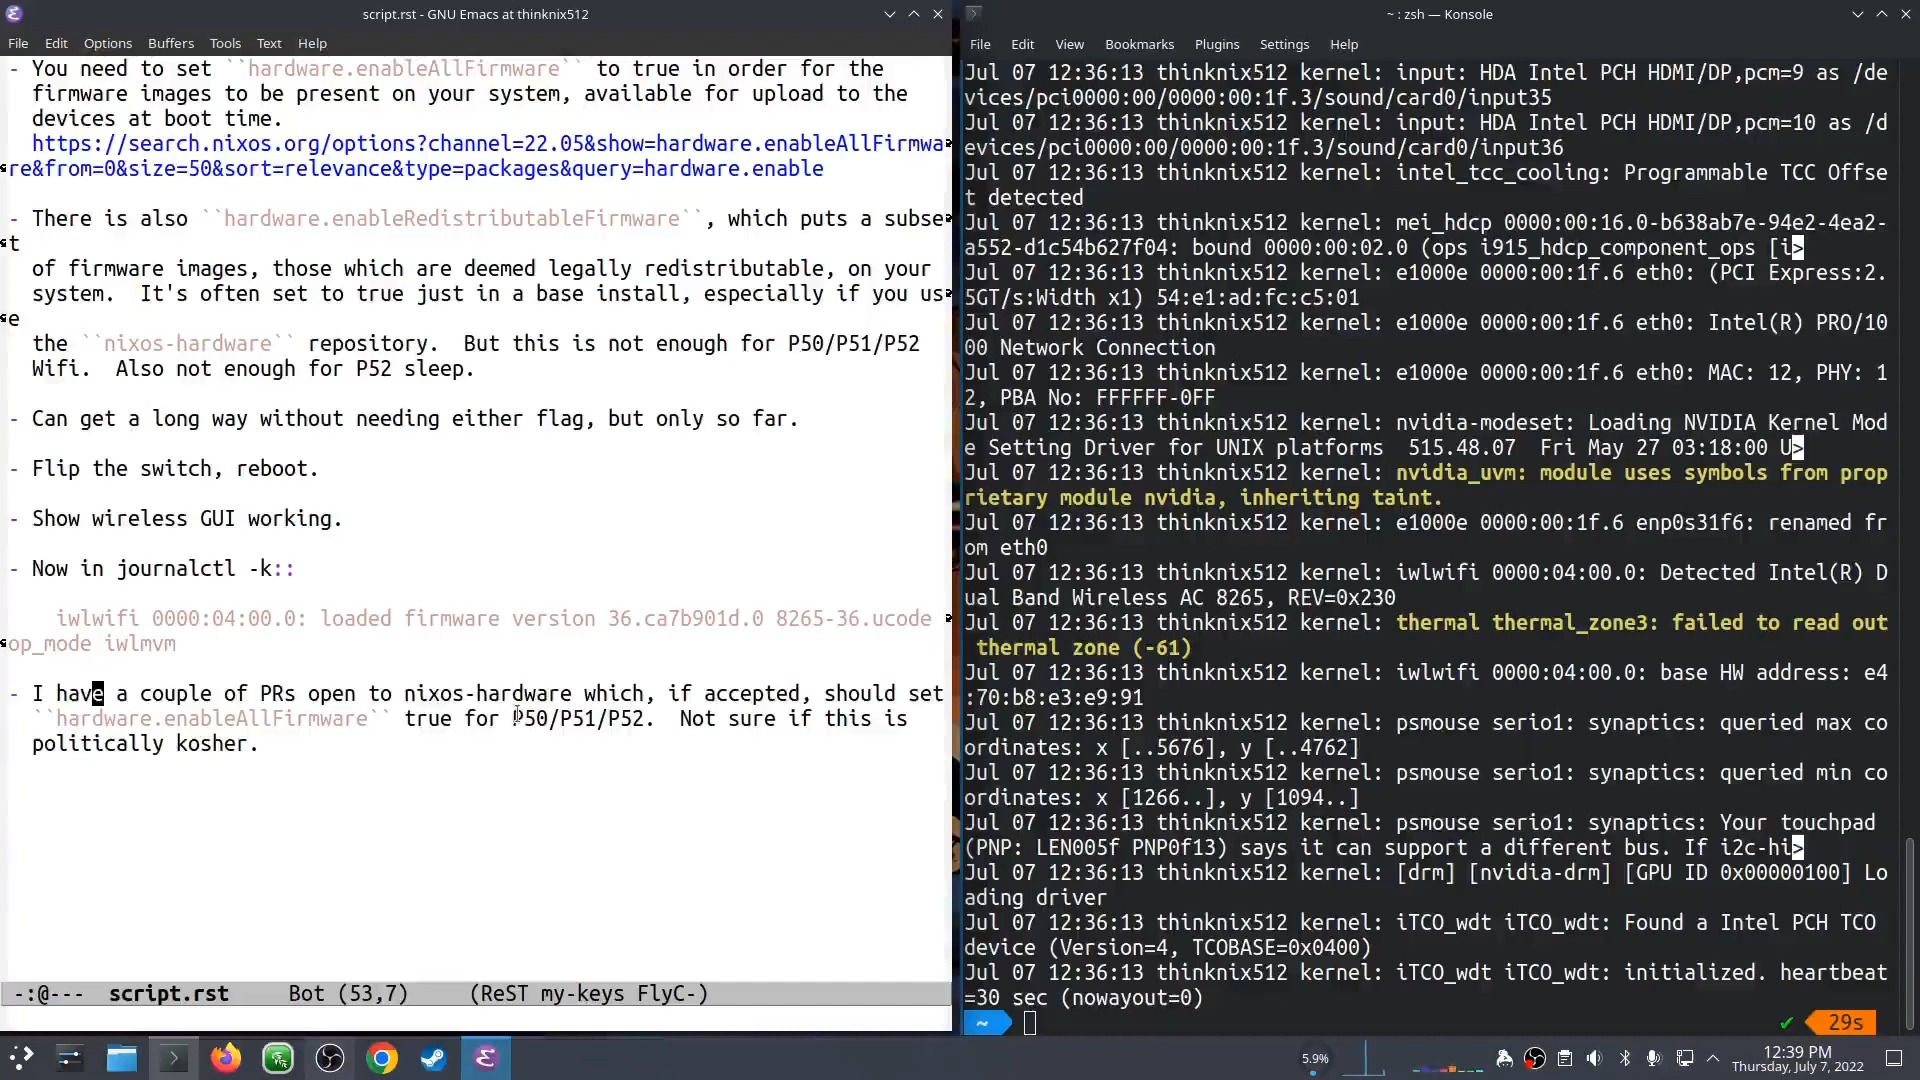 script.rst - GNU Emacs at thinknix512
File Edit Options Buffers Tools Text Help
- You need to set ``hardware.enableAllFirmware`` to true in order for the
firmware images to be present on your system, available for upload to the
devices at boot time.
https://search.nixos.org/options?channel=22.05&show=hardware.enableAllFirmwa
re&from=0&size=50&sort=relevance&type=packages&query=hardware.enable
- There is also ``hardware.enableRedistributableFirmware``, which puts a subse
t
of firmware images, those which are deemed legally redistributable, on your
system.  It's often set to true just in a base install, especially if you us
e
the ``nixos-hardware`` repository.  But this is not enough for P50/P51/P52
Wifi.  Also not enough for P52 sleep.
- Can get a long way without needing either flag, but only so far.
- Flip the switch, reboot.
- Show wireless GUI working.
- Now in journalctl -k::
iwlwifi 0000:04:00.0: loaded firmware version 36.ca7b901d.0 8265-36.ucode
op_mode iwlmvm
- I have a couple of PRs open to nixos-hardware which, if accepted, should set
``hardware.enableAllFirmware`` true for P50/P51/P52.  Not sure if this is
politically kosher.
-:@---  script.rst     Bot (53,7)     (ReST my-keys FlyC-)
~ : zsh — Konsole
File Edit View Bookmarks Plugins Settings Help
Jul 07 12:36:13 thinknix512 kernel: input: HDA Intel PCH HDMI/DP,pcm=9 as /de
vices/pci0000:00/0000:00:1f.3/sound/card0/input35
Jul 07 12:36:13 thinknix512 kernel: input: HDA Intel PCH HDMI/DP,pcm=10 as /d
evices/pci0000:00/0000:00:1f.3/sound/card0/input36
Jul 07 12:36:13 thinknix512 kernel: intel_tcc_cooling: Programmable TCC Offse
t detected
Jul 07 12:36:13 thinknix512 kernel: mei_hdcp 0000:00:16.0-b638ab7e-94e2-4ea2-
a552-d1c54b627f04: bound 0000:00:02.0 (ops i915_hdcp_component_ops [i>
Jul 07 12:36:13 thinknix512 kernel: e1000e 0000:00:1f.6 eth0: (PCI Express:2.
5GT/s:Width x1) 54:e1:ad:fc:c5:01
Jul 07 12:36:13 thinknix512 kernel: e1000e 0000:00:1f.6 eth0: Intel(R) PRO/10
00 Network Connection
Jul 07 12:36:13 thinknix512 kernel: e1000e 0000:00:1f.6 eth0: MAC: 12, PHY: 1
2, PBA No: FFFFFF-0FF
Jul 07 12:36:13 thinknix512 kernel: nvidia-modeset: Loading NVIDIA Kernel Mod
e Setting Driver for UNIX platforms  515.48.07  Fri May 27 03:18:00 U>
Jul 07 12:36:13 thinknix512 kernel: nvidia_uvm: module uses symbols from prop
rietary module nvidia, inheriting taint.
Jul 07 12:36:13 thinknix512 kernel: e1000e 0000:00:1f.6 enp0s31f6: renamed fr
om eth0
Jul 07 12:36:13 thinknix512 kernel: iwlwifi 0000:04:00.0: Detected Intel(R) D
ual Band Wireless AC 8265, REV=0x230
Jul 07 12:36:13 thinknix512 kernel: thermal thermal_zone3: failed to read out
thermal zone (-61)
Jul 07 12:36:13 thinknix512 kernel: iwlwifi 0000:04:00.0: base HW address: e4
:70:b8:e3:e9:91
Jul 07 12:36:13 thinknix512 kernel: psmouse serio1: synaptics: queried max co
ordinates: x [..5676], y [..4762]
Jul 07 12:36:13 thinknix512 kernel: psmouse serio1: synaptics: queried min co
ordinates: x [1266..], y [1094..]
Jul 07 12:36:13 thinknix512 kernel: psmouse serio1: synaptics: Your touchpad
(PNP: LEN005f PNP0f13) says it can support a different bus. If i2c-hi>
Jul 07 12:36:13 thinknix512 kernel: [drm] [nvidia-drm] [GPU ID 0x00000100] Lo
ading driver
Jul 07 12:36:13 thinknix512 kernel: iTCO_wdt iTCO_wdt: Found a Intel PCH TCO
device (Version=4, TCOBASE=0x0400)
Jul 07 12:36:13 thinknix512 kernel: iTCO_wdt iTCO_wdt: initialized. heartbeat
=30 sec (nowayout=0)
~ ✔ 29s
5.9%
12:39 PM
Thursday, July 7, 2022